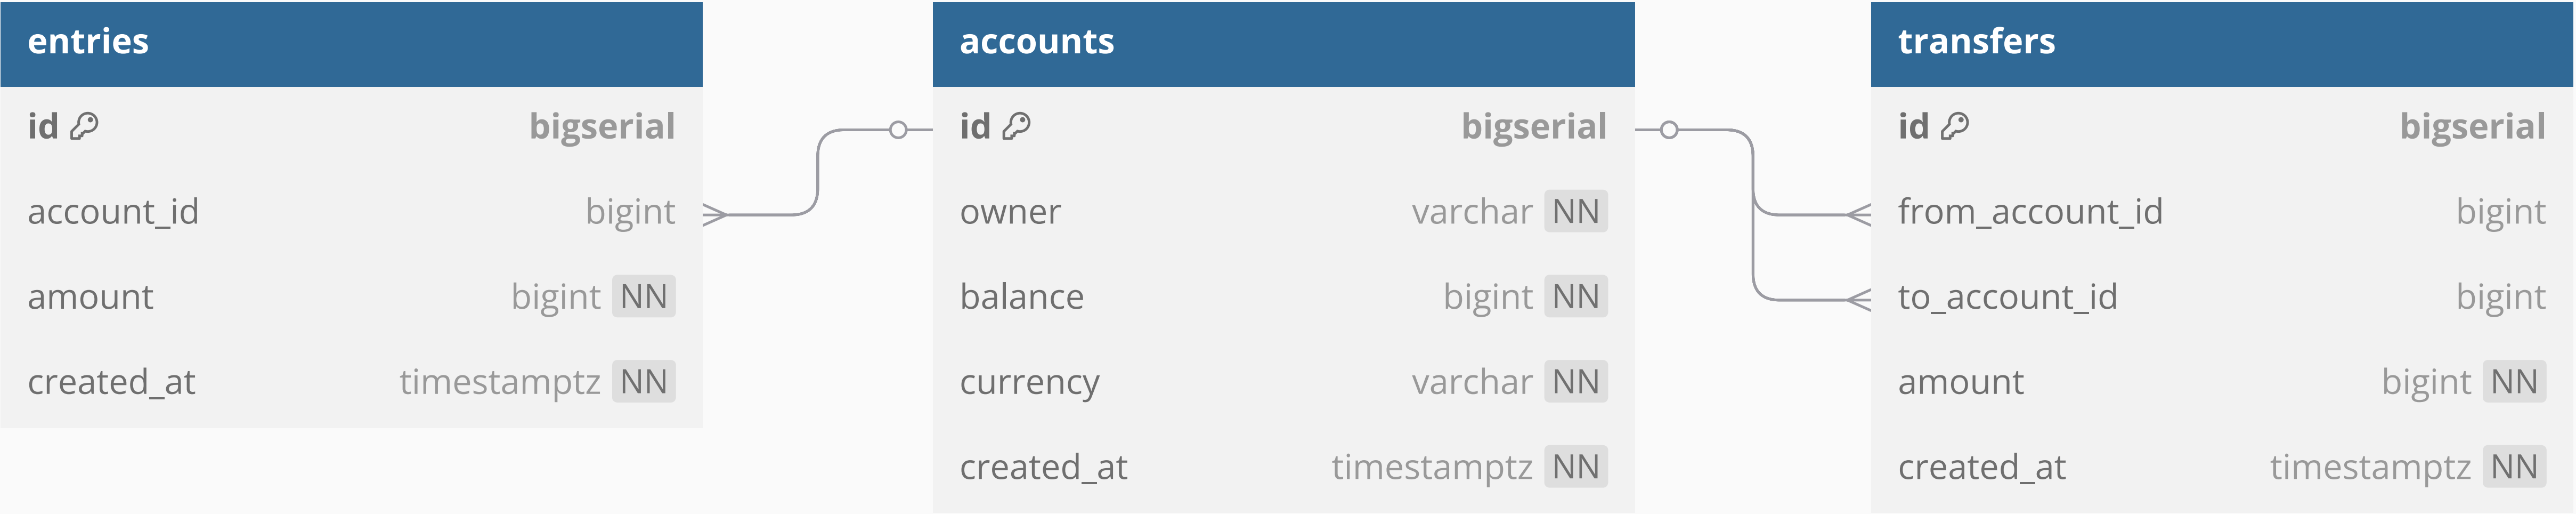 entries
id bigserial
account_id bigint
amount bigint NN
created_at timestamptz NN
accounts
id bigserial
owner varchar NN
balance bigint NN
currency varchar NN
created_at timestamptz NN
transfers
id bigserial
from_account_id bigint
to_account_id bigint
amount bigint NN
created_at timestamptz NN